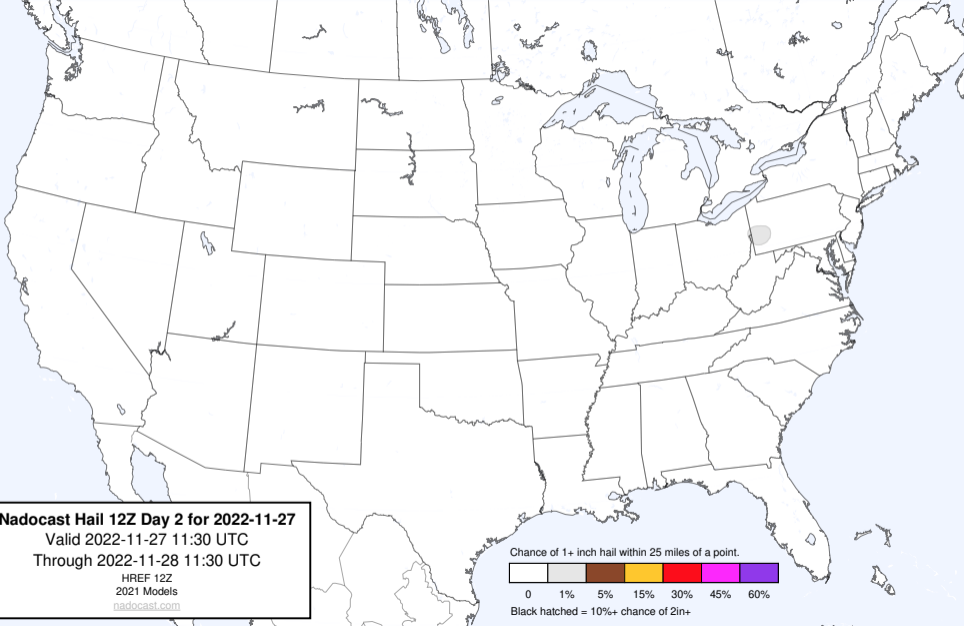 Nadocast Hail 12Z Day 2 for 2022-11-27
Valid 2022-11-27 11:30 UTC
Through 2022-11-28 11:30 UTC
HREF 12Z
2021 Models
nadocast.com
Chance of 1+ inch hail within 25 miles of a point.
0 1% 5% 15% 30% 45% 60%
Black hatched = 10%+ chance of 2in+